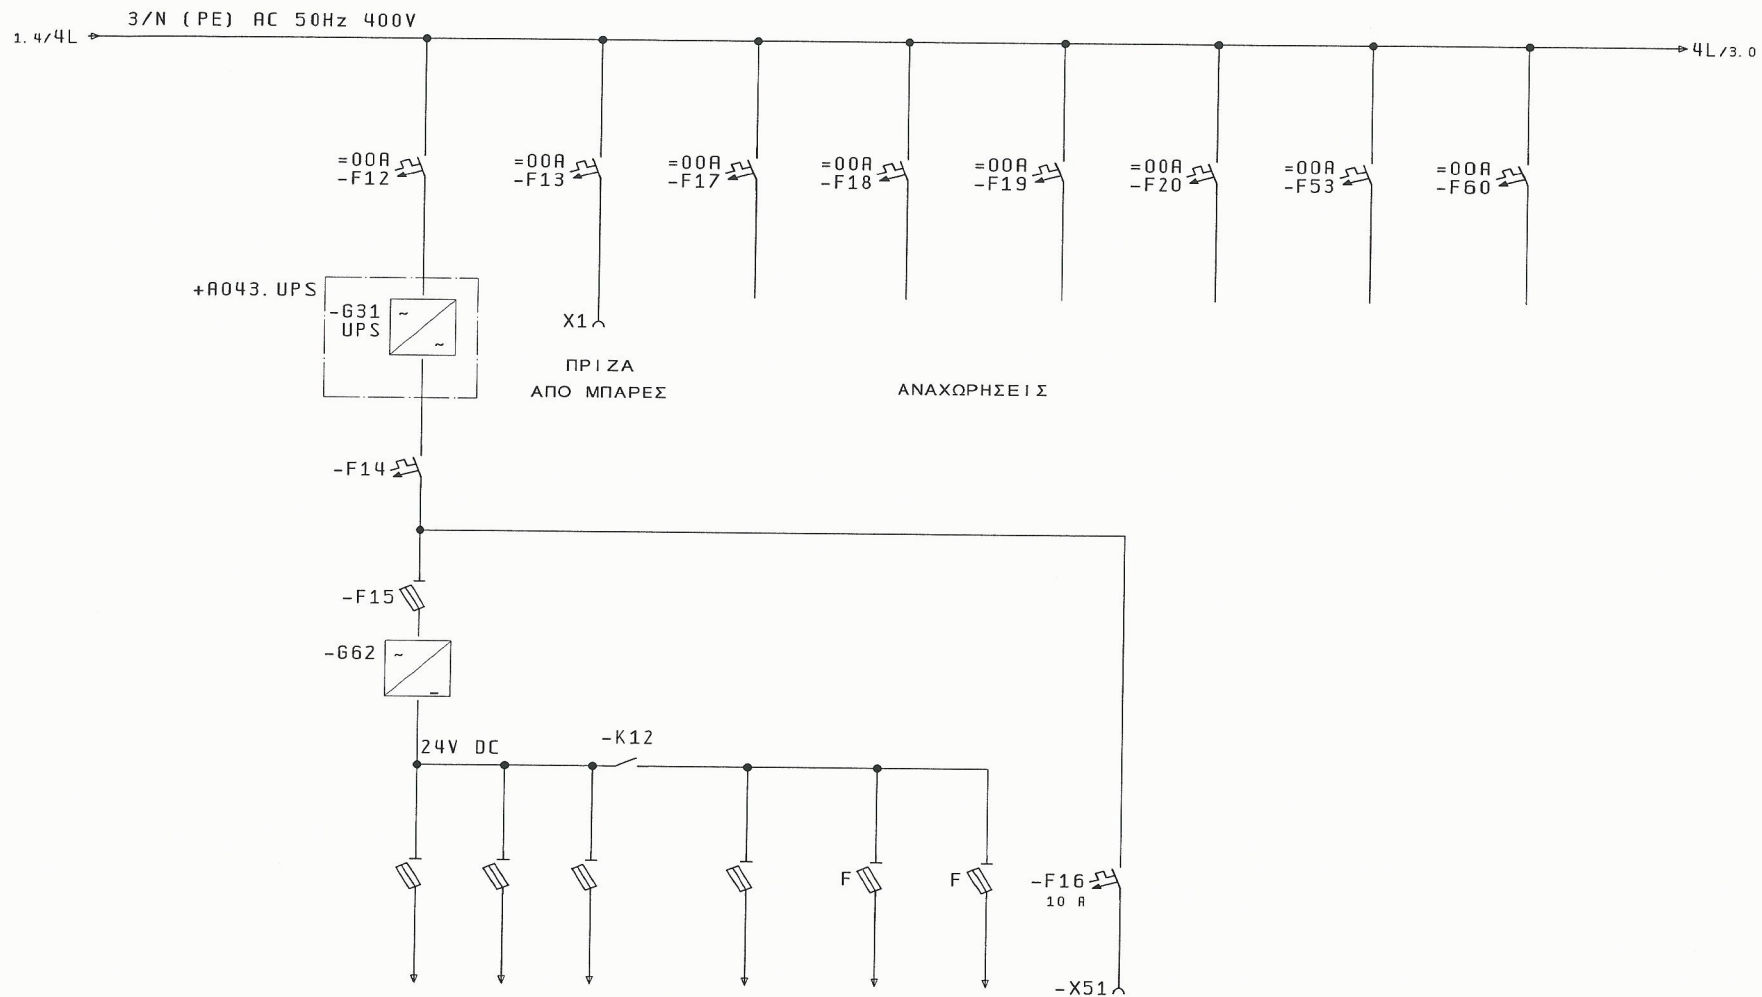 3/N (PE) AC 50Hz 400V
1.4/4L
4L/3.0
=00A
-F12
=00A
-F13
=00A
-F17
=00A
-F18
=00A
-F19
=00A
-F20
=00A
-F53
=00A
-F60
+A043.UPS
-G31
UPS
~
~
X1
ΠΡΙΖΑ
ΑΠΟ ΜΠΑΡΕΣ
ΑΝΑΧΩΡΗΣΕΙΣ
-F14
-F15
-G62
~
24V DC
-K12
F
F
-F16
10 A
-X51